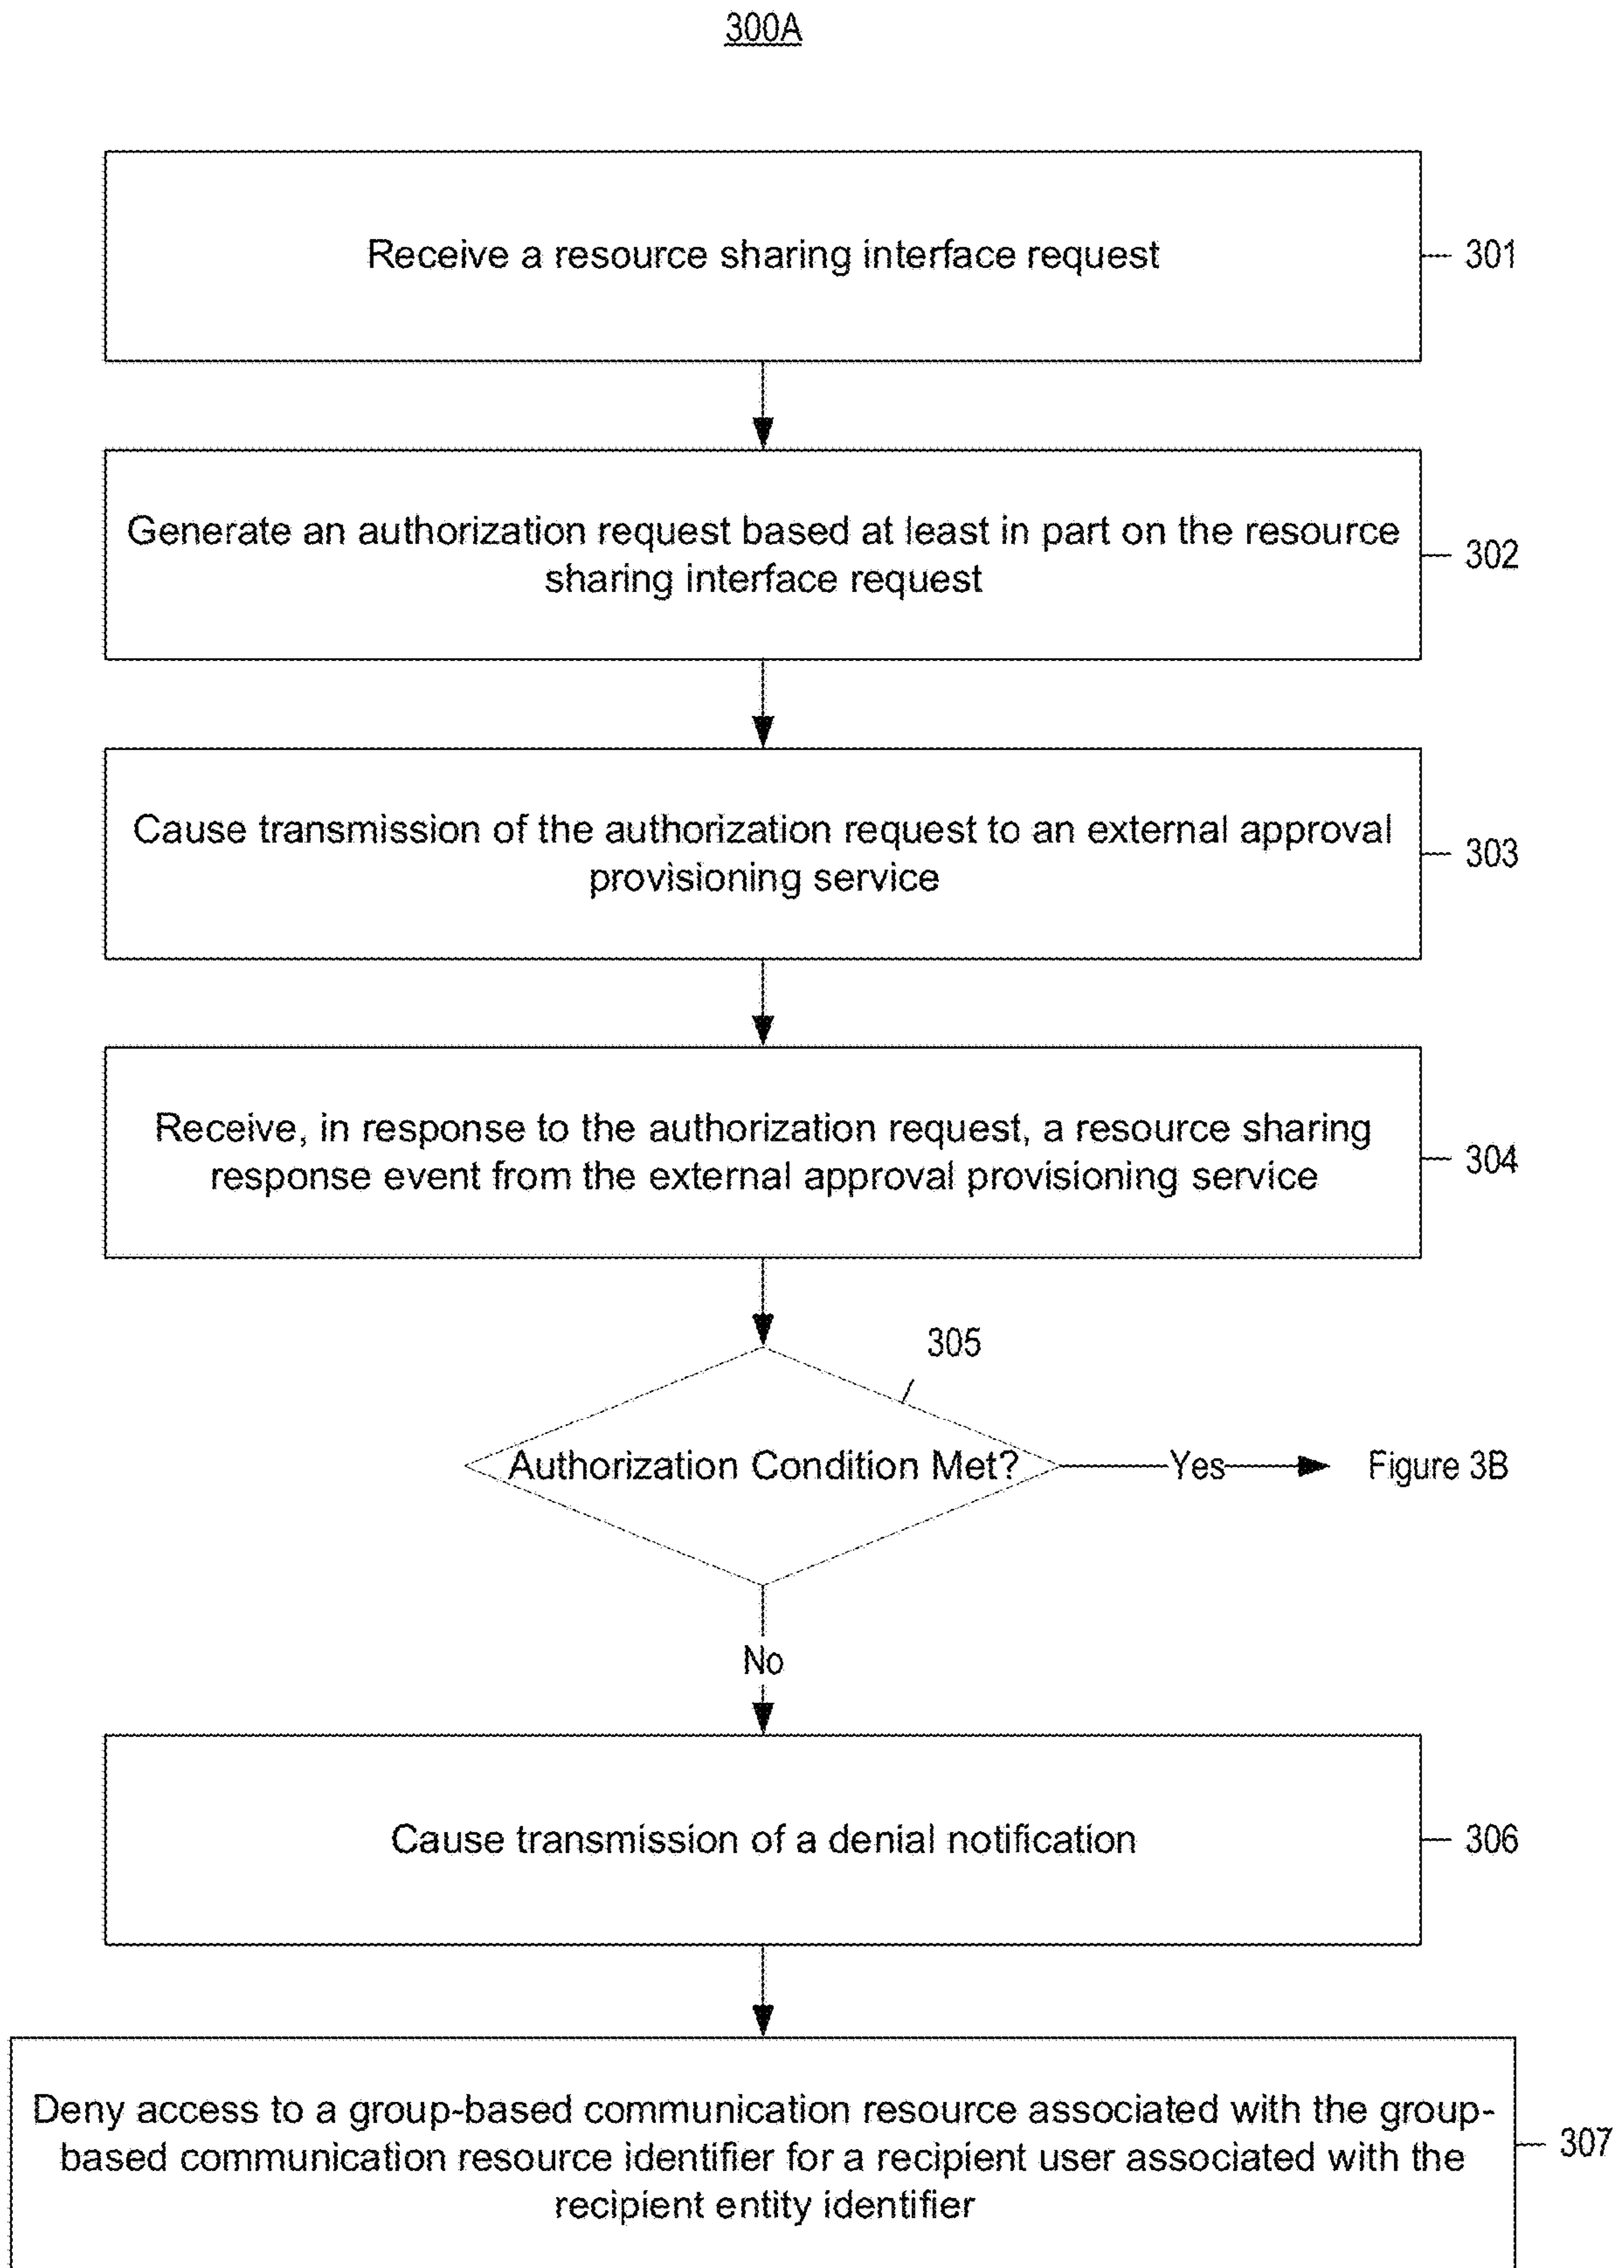 300A
Receive a resource sharing interface request
301
Generate an authorization request based at least in part on the resource
sharing interface request
302
Cause transmission of the authorization request to an external approval
provisioning service
303
Receive, in response to the authorization request, a resource sharing
response event from the external approval provisioning service
304
305
Authorization Condition Met?
Yes
Figure 3B
No
Cause transmission of a denial notification
306
Deny access to a group-based communication resource associated with the group-
based communication resource identifier for a recipient user associated with the
recipient entity identifier
307